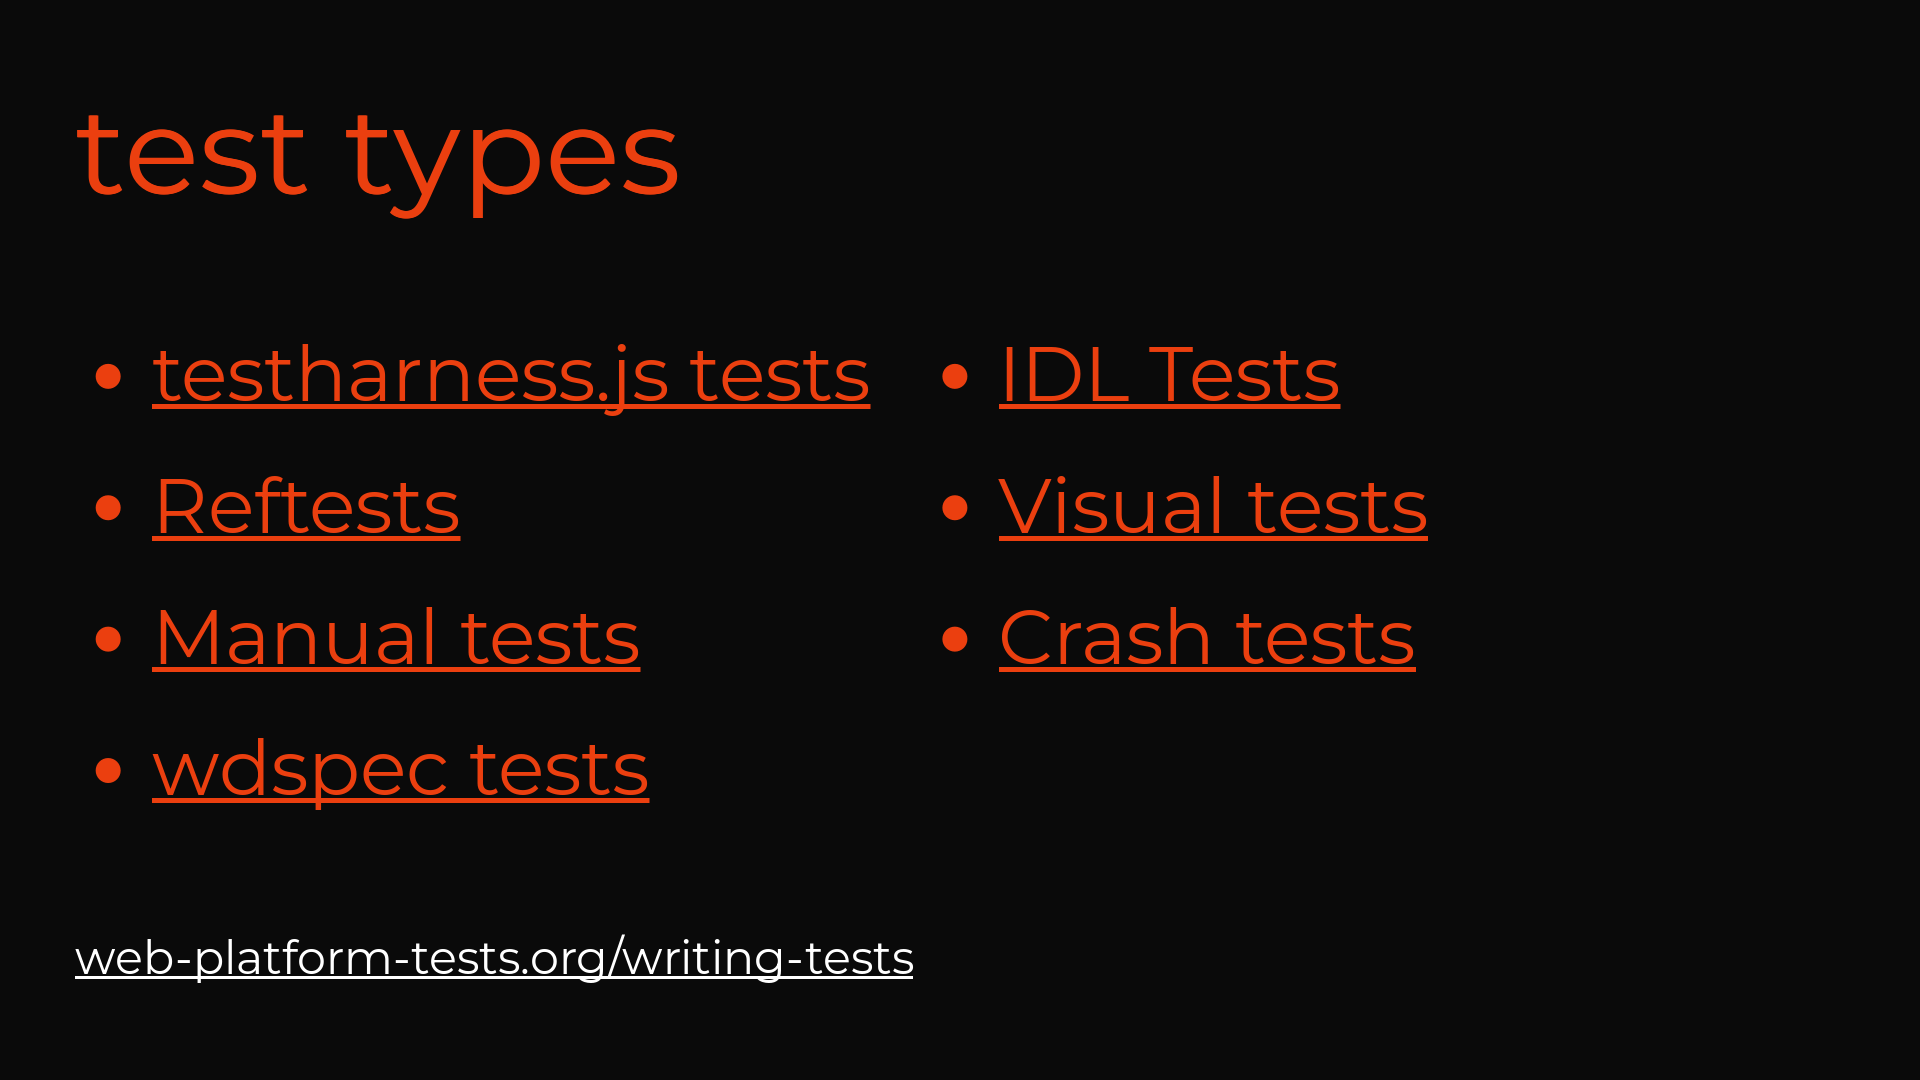 test types
• testharness.js tests
• Reftests
• Manual tests
• wdspec tests
• IDL Tests
• Visual tests
• Crash tests
web-platform-tests.org/writing-tests